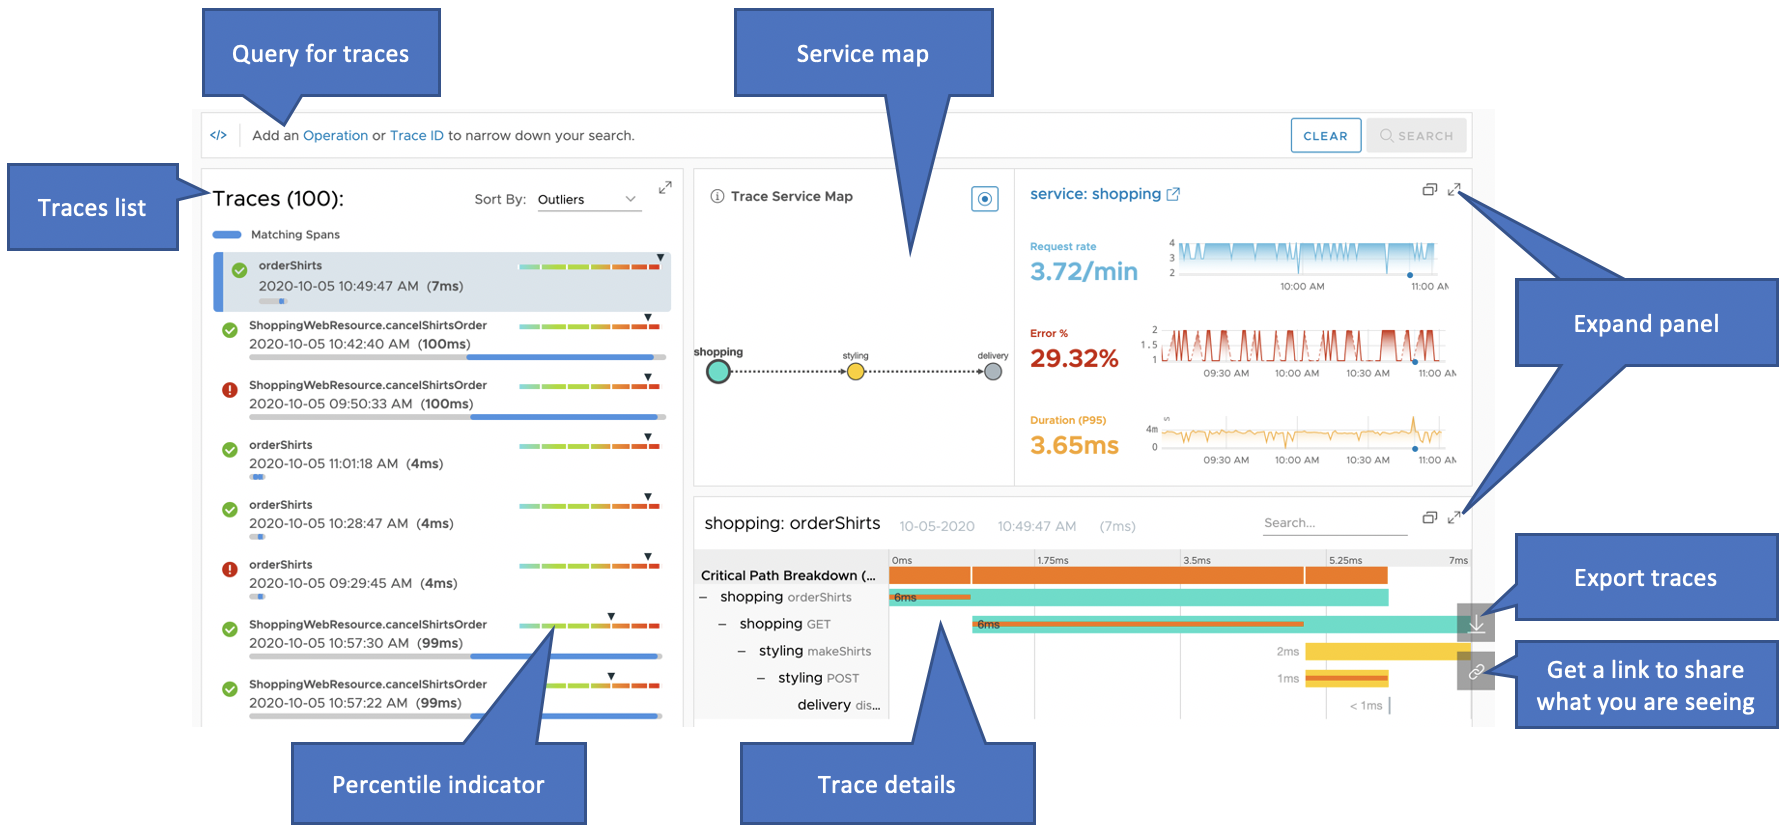 Query for traces
Service map
</> Add an Operation or Trace ID to narrow down your search.
CLEAR
SEARCH
Traces list
Traces (100):
Sort By: Outliers
Matching Spans
orderShirts
2020-10-05 10:49:47 AM (7ms)
ShoppingWebResource.cancelShirtsOrder
2020-10-05 10:42:40 AM (100ms)
ShoppingWebResource.cancelShirtsOrder
2020-10-05 09:50:33 AM (100ms)
orderShirts
2020-10-05 11:01:18 AM (4ms)
orderShirts
2020-10-05 10:28:47 AM (4ms)
orderShirts
2020-10-05 09:29:45 AM (4ms)
ShoppingWebResource.cancelShirtsOrder
2020-10-05 10:57:30 AM (99ms)
ShoppingWebResource.cancelShirtsOrder
2020-10-05 10:57:22 AM (99ms)
Percentile indicator
Trace Service Map
shopping
styling
delivery
service: shopping
Request rate
3.72/min
4
3
2
10:00 AM 11:00 AM
Error %
29.32%
2
1.5
1
09:30 AM 10:00 AM 10:30 AM 11:00 AM
Duration (P95)
3.65ms
s
4m
0
09:30 AM 10:00 AM 10:30 AM 11:00 AM
Expand panel
shopping: orderShirts 10-05-2020 10:49:47 AM (7ms)
Search...
0ms 1.75ms 3.5ms 5.25ms 7ms
Critical Path Breakdown (...
shopping orderShirts
6ms
shopping GET
6ms
styling makeShirts
2ms
styling POST
1ms
delivery dis...
< 1ms
Export traces
Get a link to share
what you are seeing
Trace details